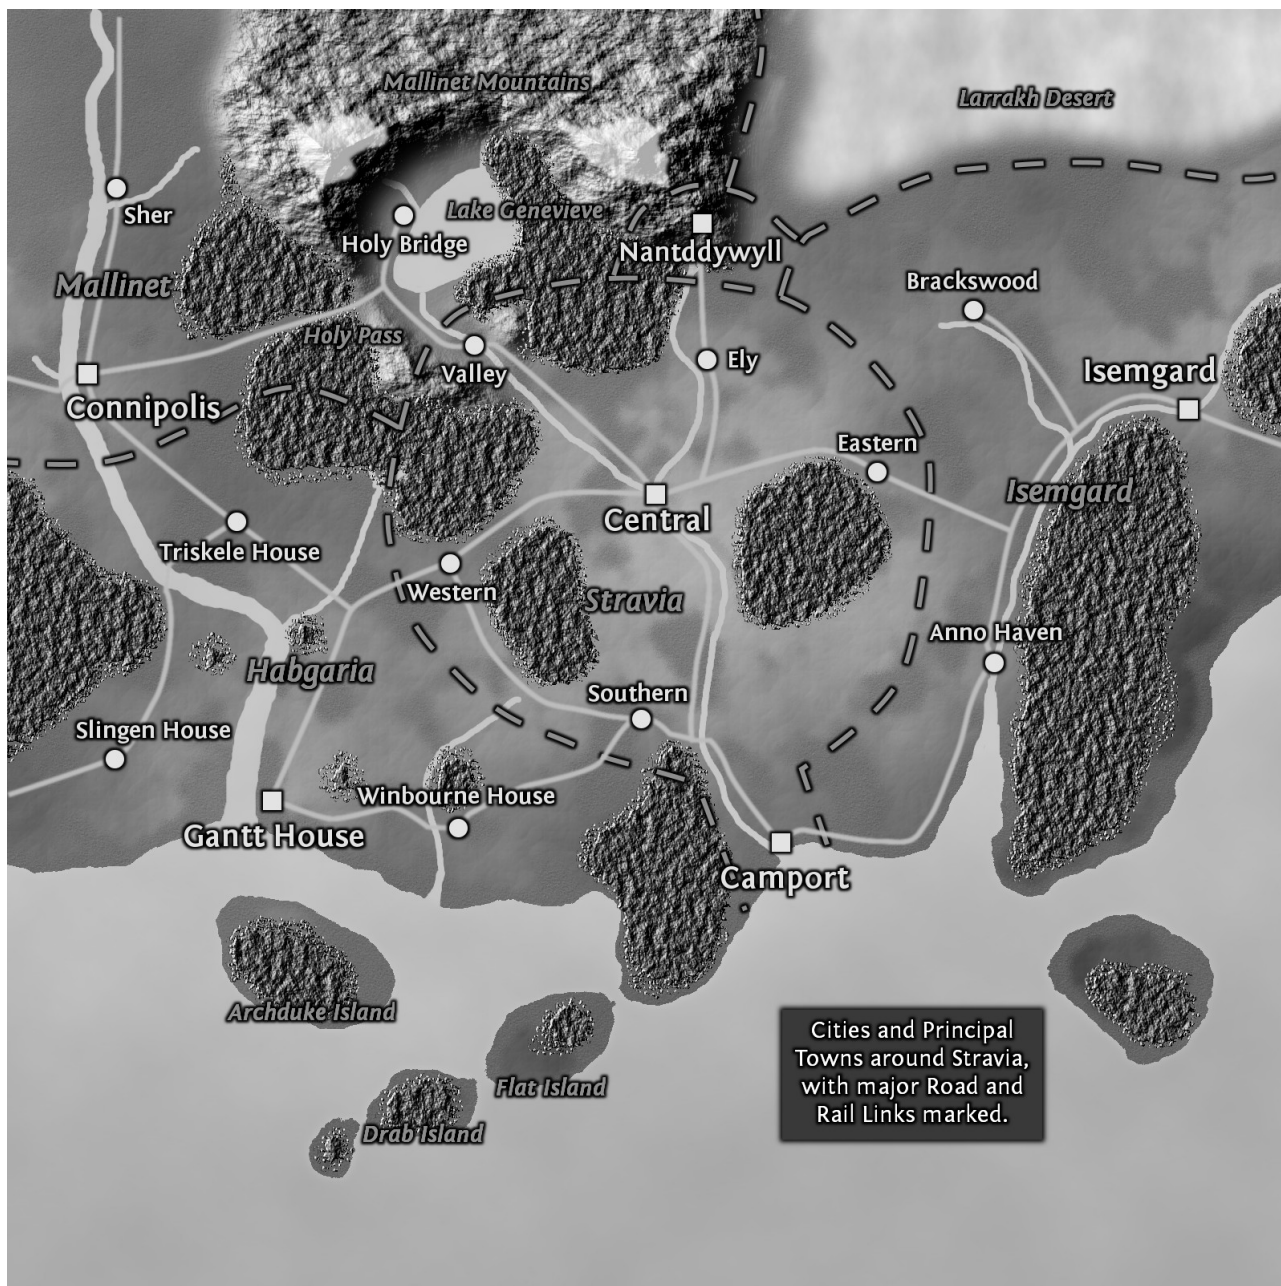 Mallinet Mountains
Larrakh Desert
Sher
Lake Genevieve
Holy Bridge
Nantddywyll
Mallinet
Brackswood
Holy Pass
Valley
Ely
Isemgard
Connipolis
Eastern
Isemgard
Central
Triskele House
Western
Stravia
Anno Haven
Habgaria
Southern
Slingen House
Winbourne House
Gantt House
Camport
Archduke Island
Flat Island
Drab Island
Cities and Principal
Towns around Stravia,
with major Road and
Rail Links marked.